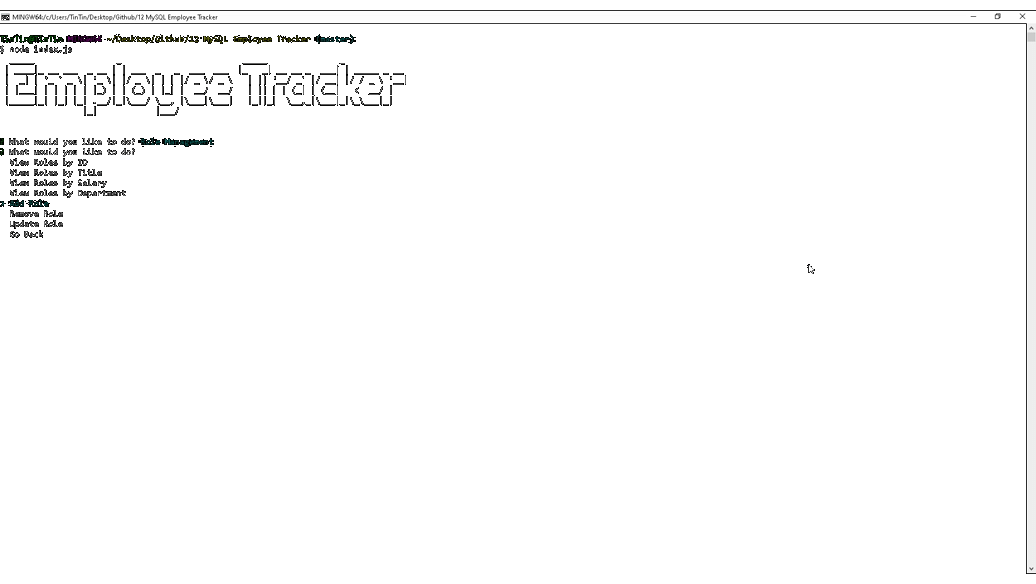 MINGW64:/c/Users/TinTin/Desktop/Github/12 MySQL Employee Tracker
TinTin@TinTin MINGW64 ~/Desktop/Github/12 MySQL Employee Tracker (master)
$ node index.js
Employee Tracker
? What would you like to do? Role Management
? What would you like to do?
View Roles by ID
View Roles by Title
View Roles by Salary
View Roles by Department
> Add Role
Remove Role
Update Role
Go Back